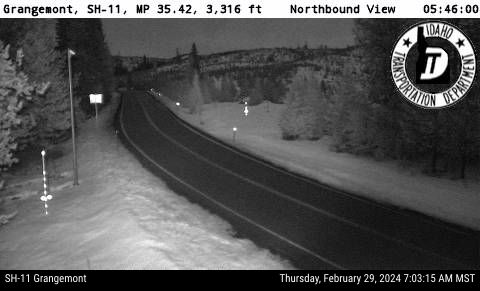 Grangemont, SH-11, MP 35.42, 3,316 ft Northbound View 05:46:00
IDAHO
TRANSPORTATION DEPARTMENT
SH-11 Grangemont Thursday, February 29, 2024 7:03:15 AM MST